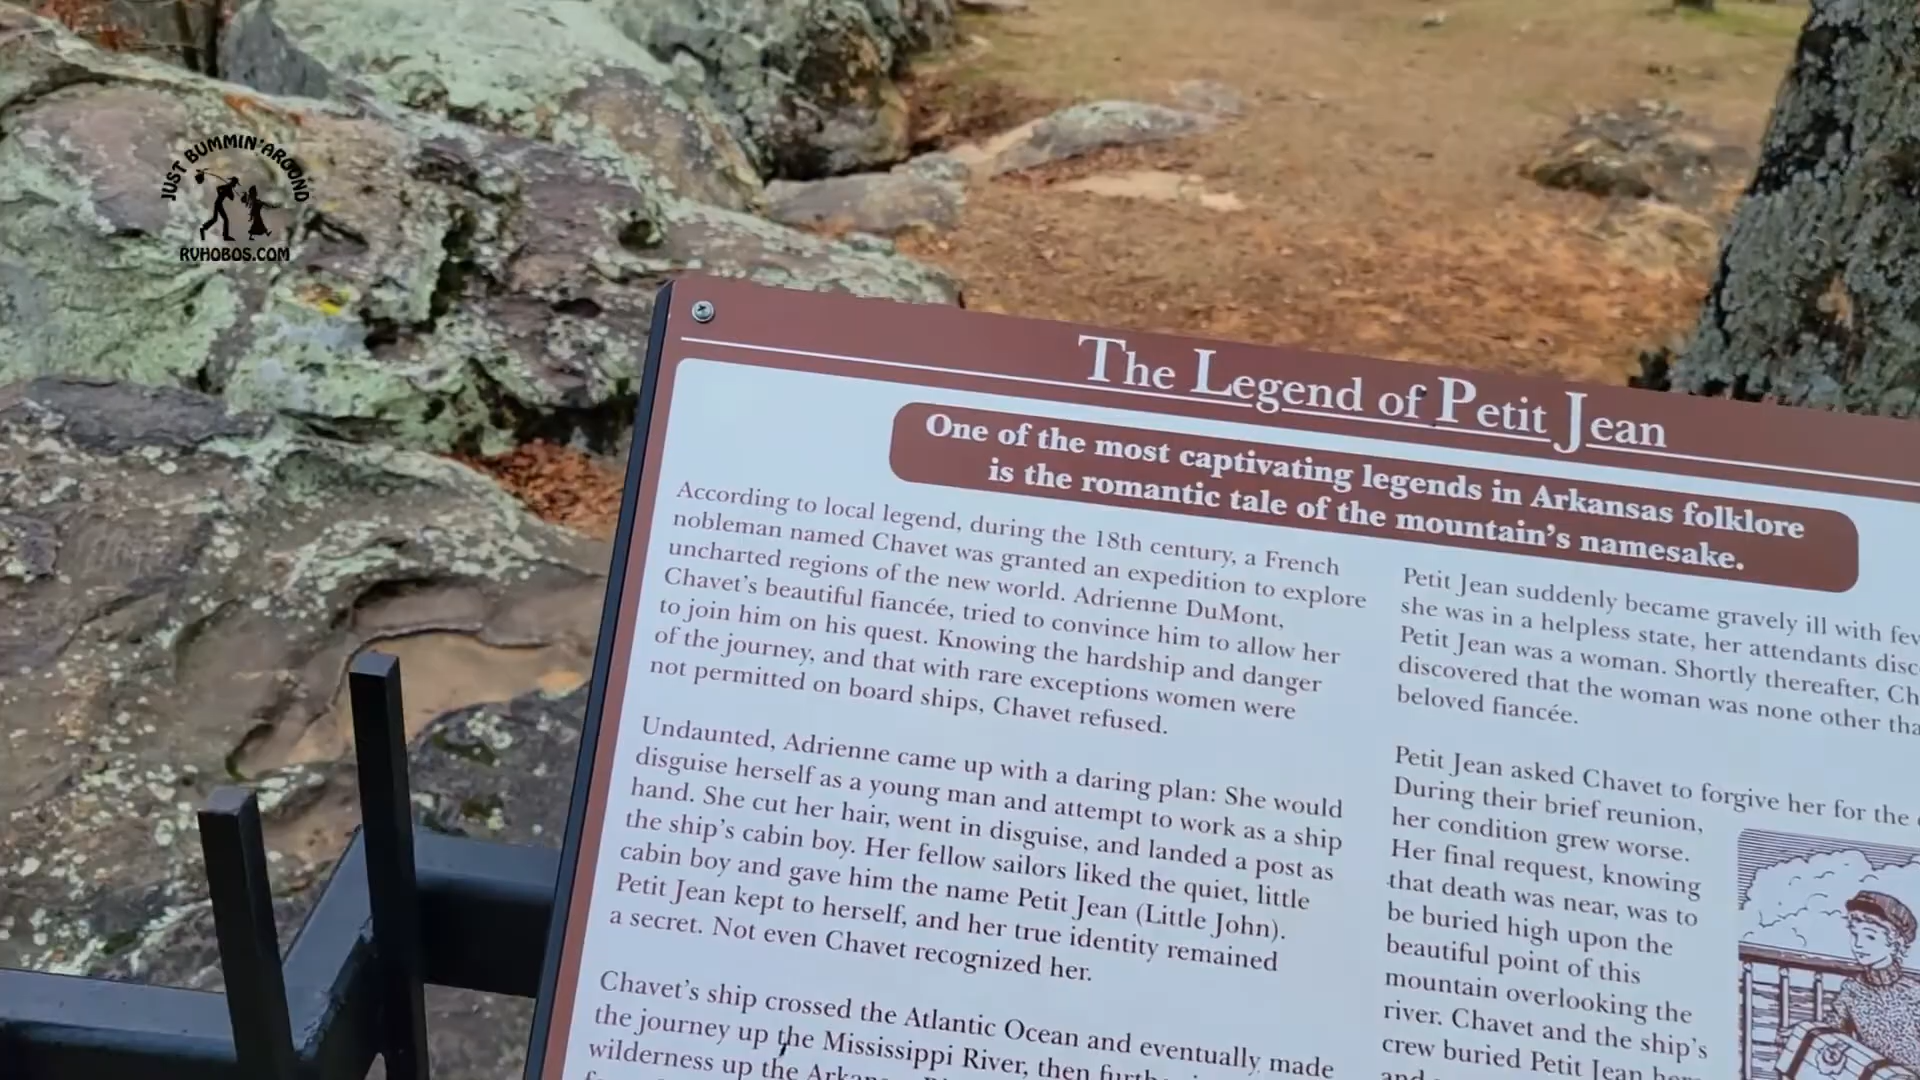 JUST BUMMIN' AROUND
RVHOBOS.COM
The Legend of Petit Jean
One of the most captivating legends in Arkansas folklore
is the romantic tale of the mountain's namesake.
According to local legend, during the 18th century, a French
nobleman named Chavet was granted an expedition to explore
uncharted regions of the new world. Adrienne DuMont,
Chavet's beautiful fiancée, tried to convince him to allow her
to join him on his quest. Knowing the hardship and danger
of the journey, and that with rare exceptions women were
not permitted on board ships, Chavet refused.
Undaunted, Adrienne came up with a daring plan: She would
disguise herself as a young man and attempt to work as a ship
hand. She cut her hair, went in disguise, and landed a post as
the ship's cabin boy. Her fellow sailors liked the quiet, little
cabin boy and gave him the name Petit Jean (Little John).
Petit Jean kept to herself, and her true identity remained
a secret. Not even Chavet recognized her.
Chavet's ship crossed the Atlantic Ocean and eventually made
the journey up the Mississippi River, then
wilderness up the
Petit Jean suddenly became gravely ill with
she was in a helpless state, her attendants
Petit Jean was a woman. Shortly thereafter,
discovered that the woman was none other
beloved fiancée.
Petit Jean asked Chavet to forgive her for the
During their brief reunion,
her condition grew worse.
Her final request, knowing
that death was near, was to
be buried high upon the
beautiful point of this
mountain overlooking the
river. Chavet and the ship's
crew buried Petit Jean